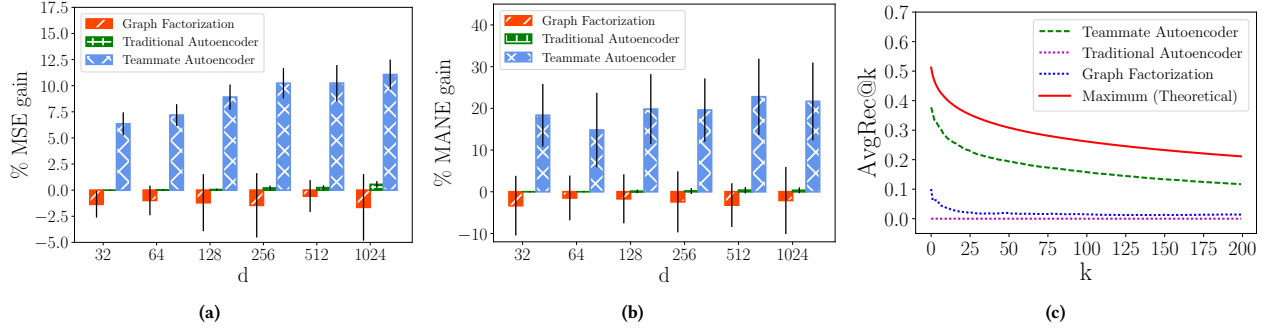 17.5
15.0
12.5
10.0
7.5
5.0
2.5
0.0
−2.5
−5.0
% MSE gain
Graph Factorization
Traditional Autoencoder
Teammate Autoencoder
32 64 128 256 512 1024
d
(a)
40
30
20
10
0
−10
% MANE gain
Graph Factorization
Traditional Autoencoder
Teammate Autoencoder
32 64 128 256 512 1024
d
(b)
0.7
0.6
0.5
0.4
0.3
0.2
0.1
0.0
AvgRec@k
Teammate Autoencoder
Traditional Autoencoder
Graph Factorization
Maximum (Theoretical)
0 25 50 75 100 125 150 175 200
k
(c)